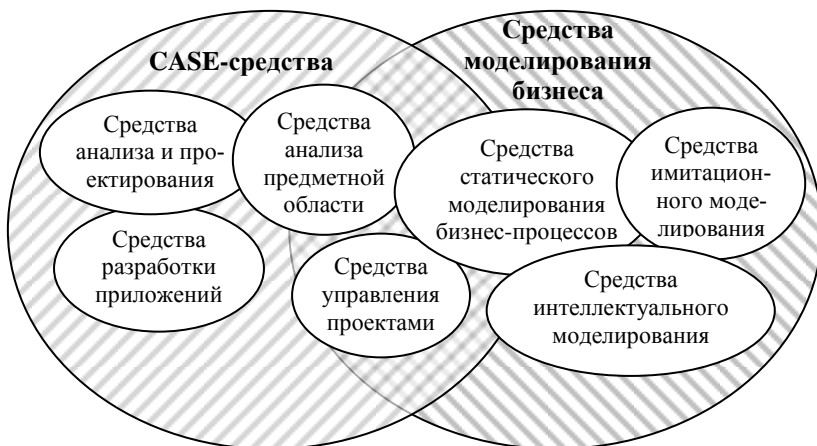 CASE-средства
Средства
моделирования
бизнеса
Средства
анализа и про-
ектирования
Средства
анализа
предметной
области
Средства
статического
моделирования
бизнес-процессов
Средства
имитацион-
ного моде-
лирования
Средства
разработки
приложений
Средства
управления
проектами
Средства
интеллектуального
моделирования